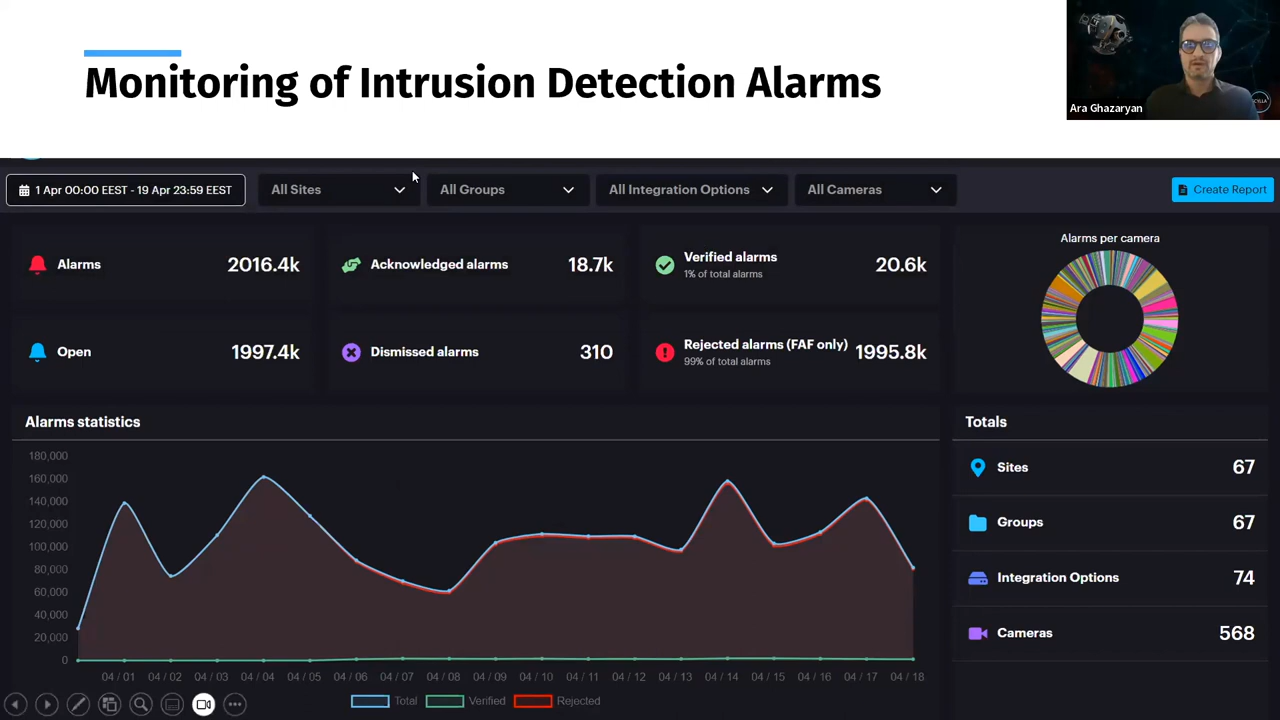 Monitoring of Intrusion Detection Alarms
Ara Ghazaryan
1 Apr 00:00 EEST - 19 Apr 23:59 EEST
All Sites
All Groups
All Integration Options
All Cameras
Create Report
Alarms
2016.4k
Acknowledged alarms
18.7k
Verified alarms
1% of total alarms
20.6k
Alarms per camera
Open
1997.4k
Dismissed alarms
310
Rejected alarms (FAF only)
99% of total alarms
1995.8k
Alarms statistics
180,000
160,000
140,000
120,000
100,000
80,000
60,000
40,000
20,000
0
04 / 01
04 / 02
04 / 03
04 / 04
04 / 05
04 / 06
04 / 07
04 / 08
04 / 09
04 / 10
04 / 11
04 / 12
04 / 13
04 / 14
04 / 15
04 / 16
04 / 17
04 / 18
Total
Verified
Rejected
Totals
Sites
67
Groups
67
Integration Options
74
Cameras
568